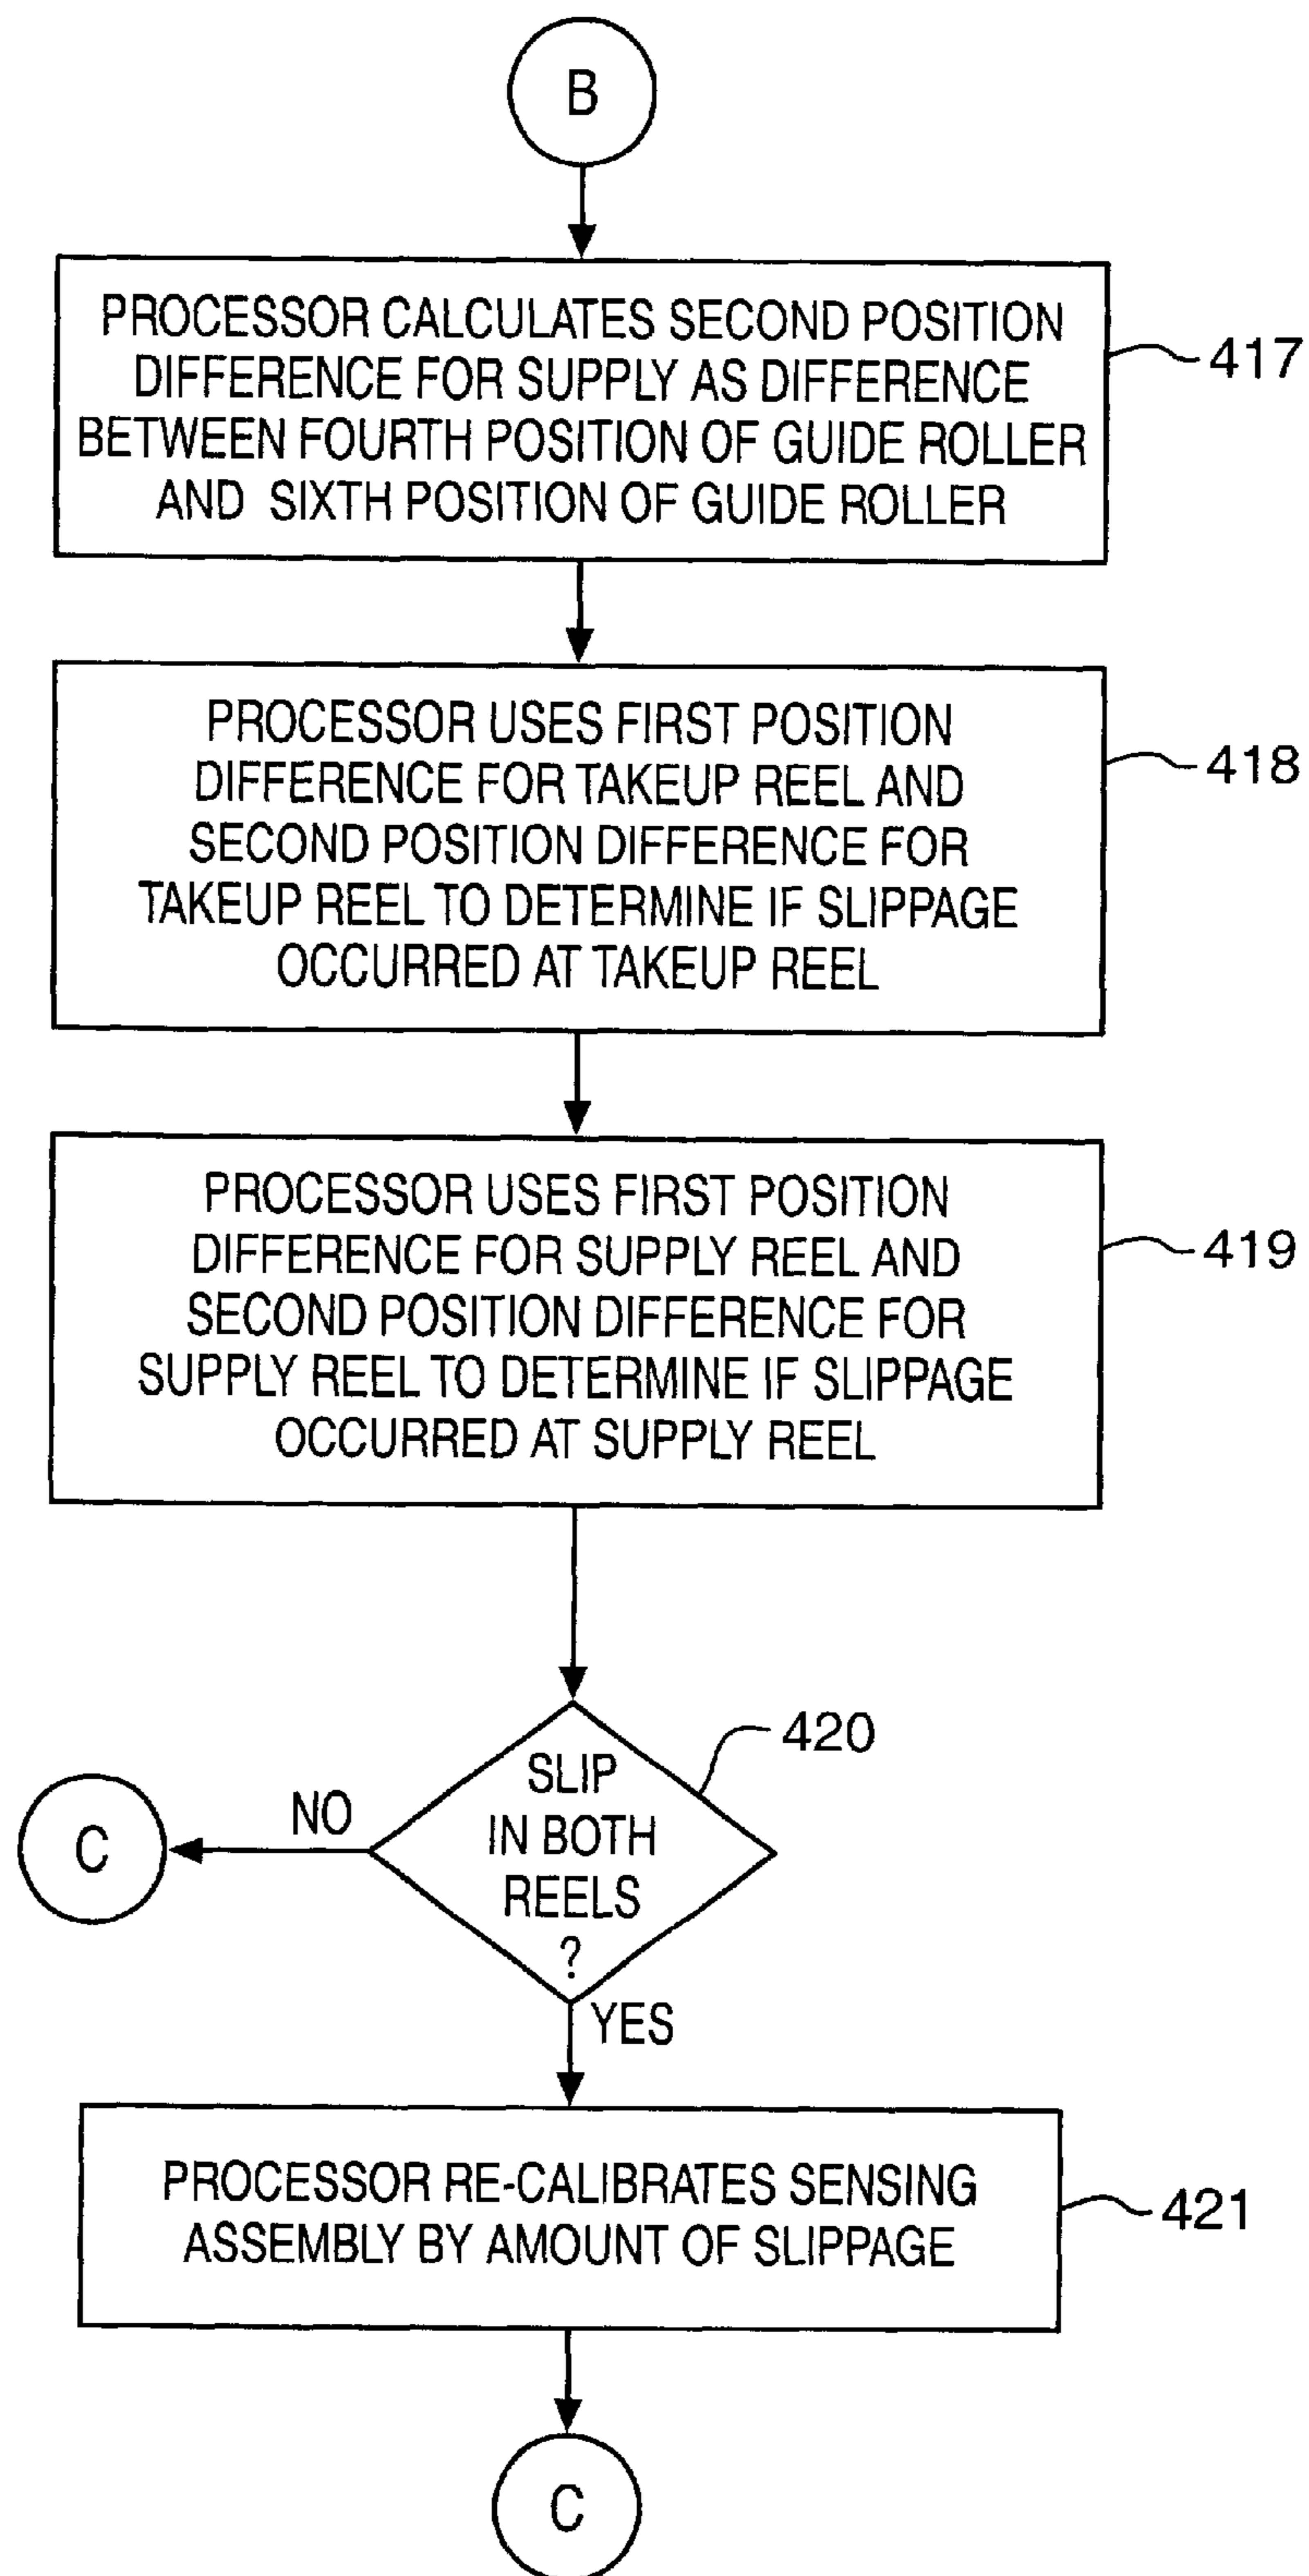 B
PROCESSOR CALCULATES SECOND POSITION
DIFFERENCE FOR SUPPLY AS DIFFERENCE
BETWEEN FOURTH POSITION OF GUIDE ROLLER
AND SIXTH POSITION OF GUIDE ROLLER
417
PROCESSOR USES FIRST POSITION
DIFFERENCE FOR TAKEUP REEL AND
SECOND POSITION DIFFERENCE FOR
TAKEUP REEL TO DETERMINE IF SLIPPAGE
OCCURRED AT TAKEUP REEL
418
PROCESSOR USES FIRST POSITION
DIFFERENCE FOR SUPPLY REEL AND
SECOND POSITION DIFFERENCE FOR
SUPPLY REEL TO DETERMINE IF SLIPPAGE
OCCURRED AT SUPPLY REEL
419
SLIP
IN BOTH
REELS
?
420
NO
C
YES
PROCESSOR RE-CALIBRATES SENSING
ASSEMBLY BY AMOUNT OF SLIPPAGE
421
C